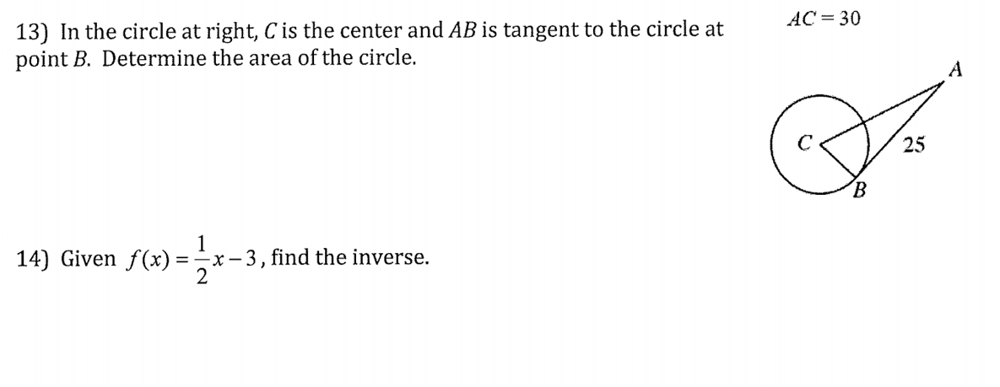 13) In the circle at right, C is the center and AB is tangent to the circle at
point B. Determine the area of the circle.
AC = 30
A
C
25
B
14) Given f(x) = 1/2 x − 3, find the inverse.